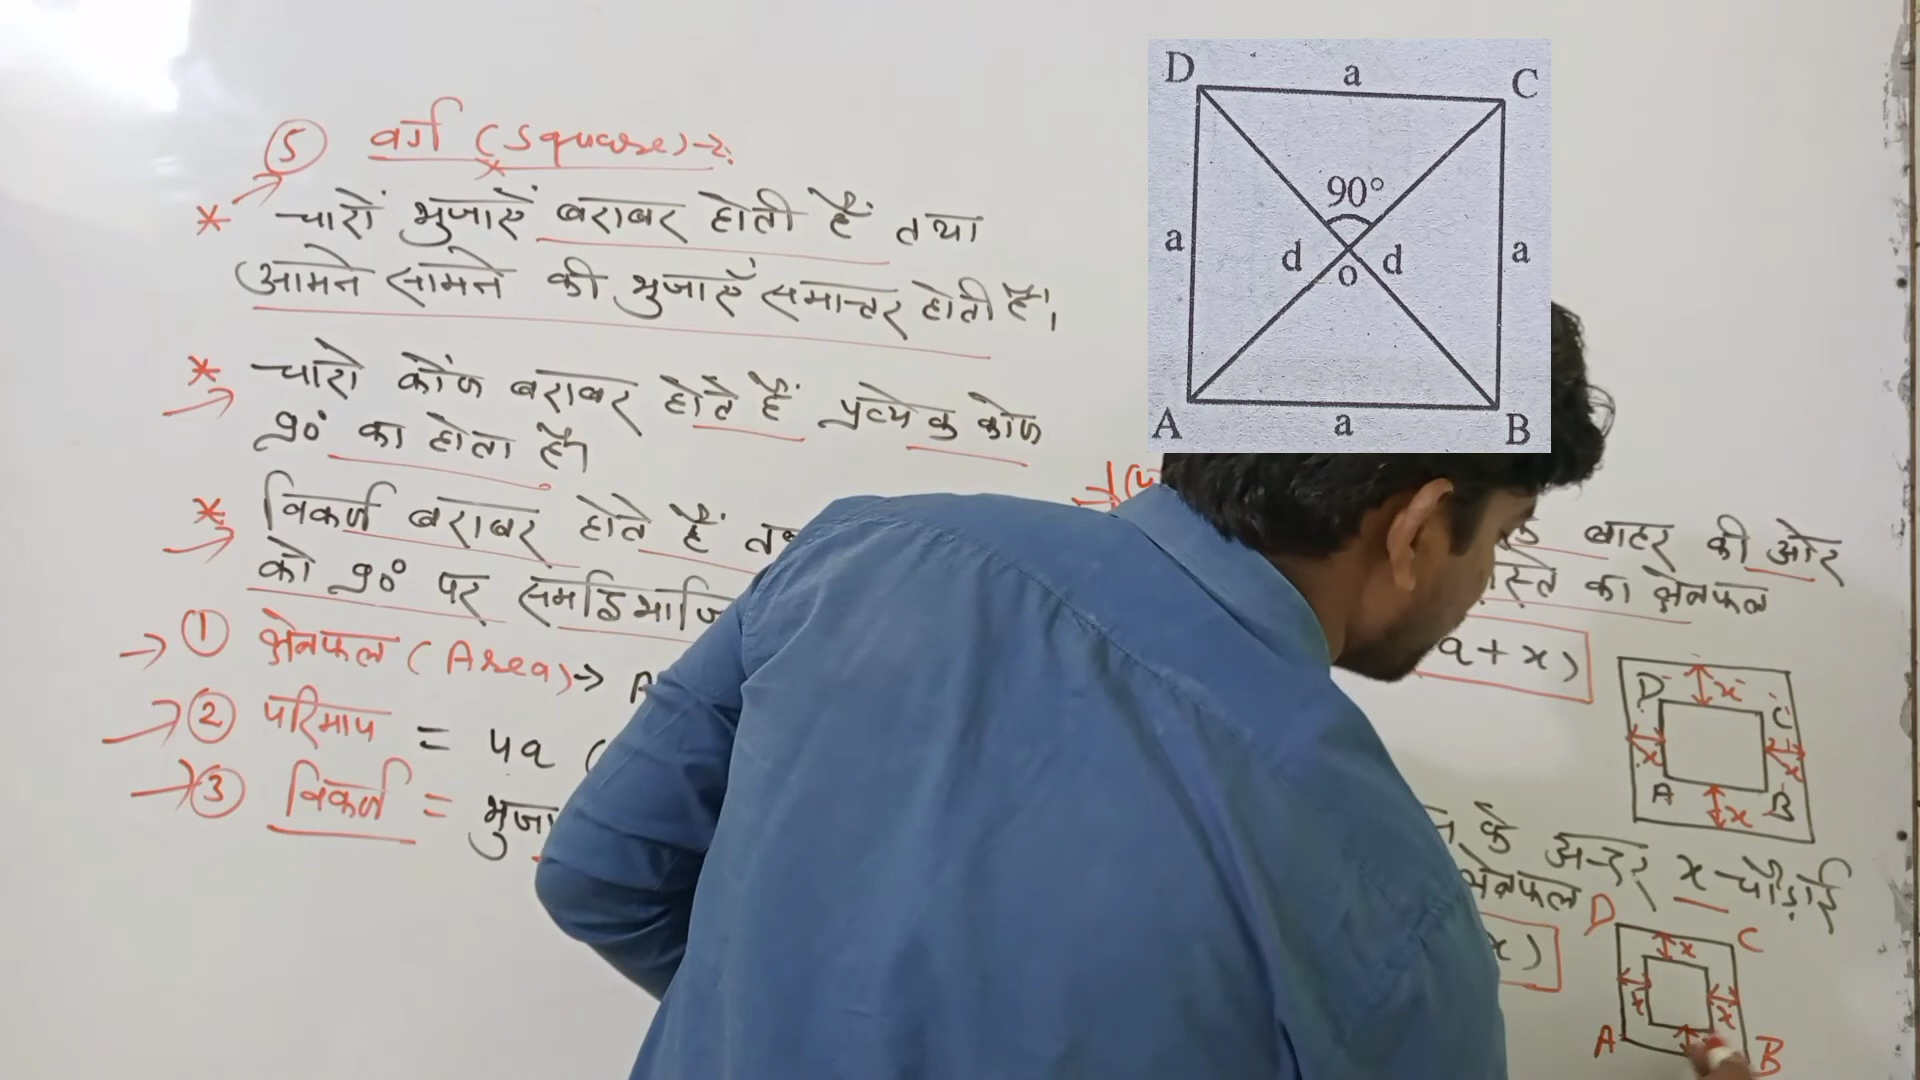 ⑤ वर्ग (Square)→
* चारों भुजाएँ बराबर होती हैं तथा
आमने सामने की भुजाएँ समान्तर होती हैं।
* चारों कोंण बराबर होते हैं प्रत्येक कोंण
90° का होता है।
* विकर्ण बराबर होते हैं
को 90° पर
① क्षेत्रफल (Area)→ A
② परिमाप = 4a (
③ विकर्ण = भुजा
D a C
90°
a d d a
o
A a B
बाहर की ओर
का क्षेत्रफल
a + x)
D x C
x x
A x B
के अन्दर x चौड़ाई
क्षेत्रफल
x)
D C
x
x x
A B